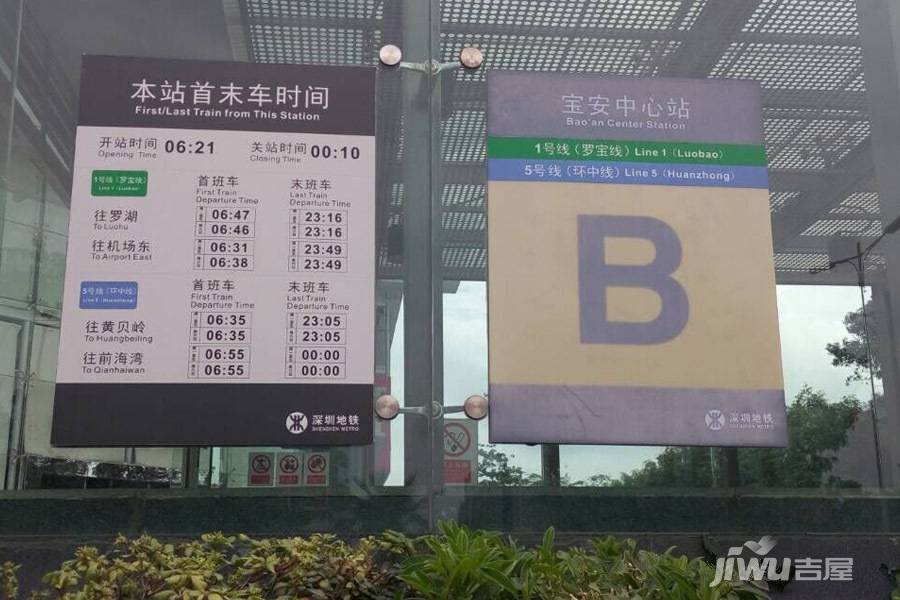 本站首末车时间
First/Last Train from This Station
开站时间 06:21 关站时间 00:10
Opening Time Closing Time
1号线(罗宝线) 首班车 末班车
Line 1 (Luobao) First Train Last Train
Departure Time Departure Time
往罗湖 06:47 23:16
To Luohu 06:46 23:16
往机场东 06:31 23:49
To Airport East 06:38 23:49
5号线(环中线) 首班车 末班车
Line 5 (Huanzhong) First Train Last Train
Departure Time Departure Time
往黄贝岭 06:35 23:05
To Huangbeiling 06:35 23:05
往前海湾 06:55 00:00
To Qianhaiwan 06:55 00:00
深圳地铁
SHENZHEN METRO
宝安中心站
Bao'an Center Station
1号线(罗宝线) Line 1 (Luobao)
5号线(环中线) Line 5 (Huanzhong)
B
深圳地铁
SHENZHEN METRO
JIWU吉屋